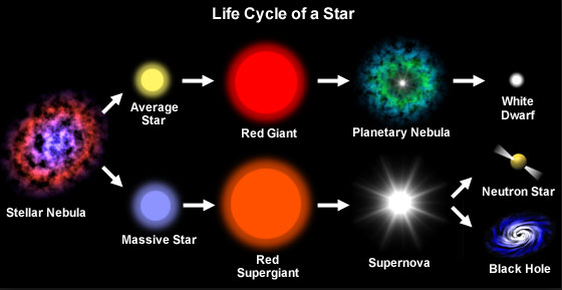 Life Cycle of a Star
Average
Star
Red Giant
Planetary Nebula
White
Dwarf
Stellar Nebula
Massive Star
Red
Supergiant
Supernova
Neutron Star
Black Hole